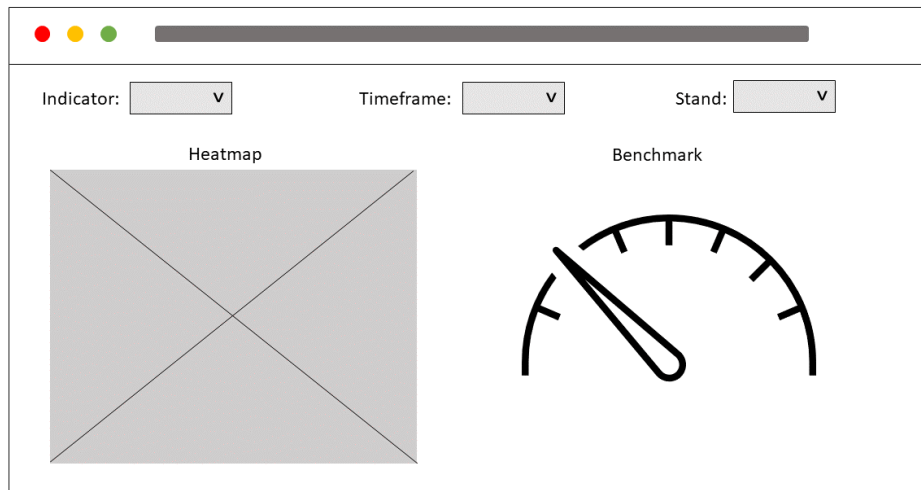 Indicator: v
Timeframe: v
Stand: v
Heatmap
Benchmark